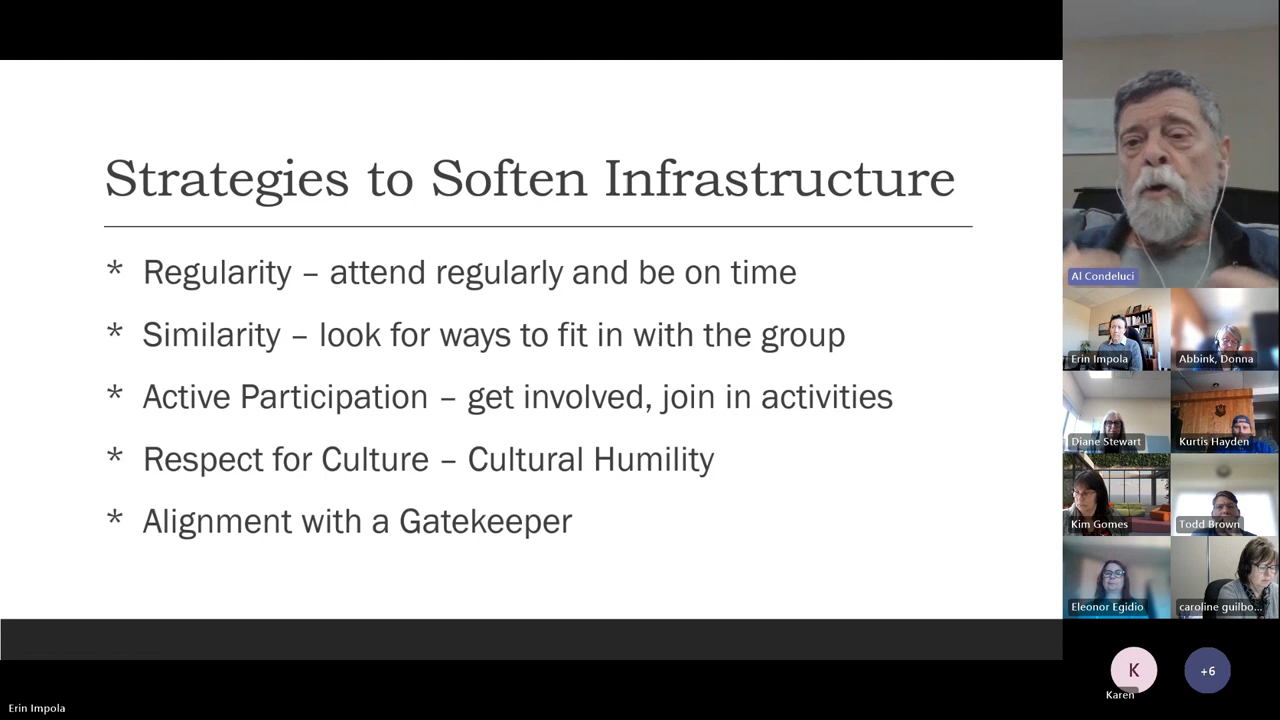 Strategies to Soften Infrastructure
* Regularity – attend regularly and be on time
* Similarity – look for ways to fit in with the group
* Active Participation – get involved, join in activities
* Respect for Culture – Cultural Humility
* Alignment with a Gatekeeper
Al Condeluci
Erin Impola
Abbink, Donna
Diane Stewart
Kurtis Hayden
Kim Gomes
Todd Brown
Eleonor Egidio
caroline guilbo...
K
Karen
+6
Erin Impola